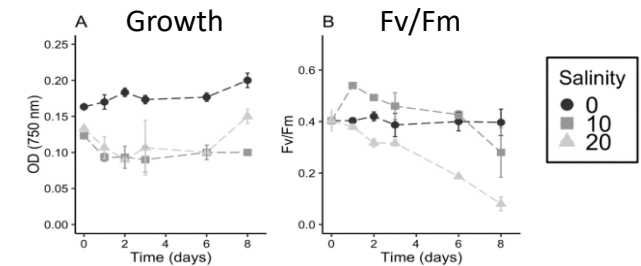 A Growth
0.25
0.20
0.15
0.10
0.05
0.00
OD (750 nm)
0 2 4 6 8
Time (days)
B Fv/Fm
0.6
0.4
0.2
0.0
Fv/Fm
0 2 4 6 8
Time (days)
Salinity
0
10
20